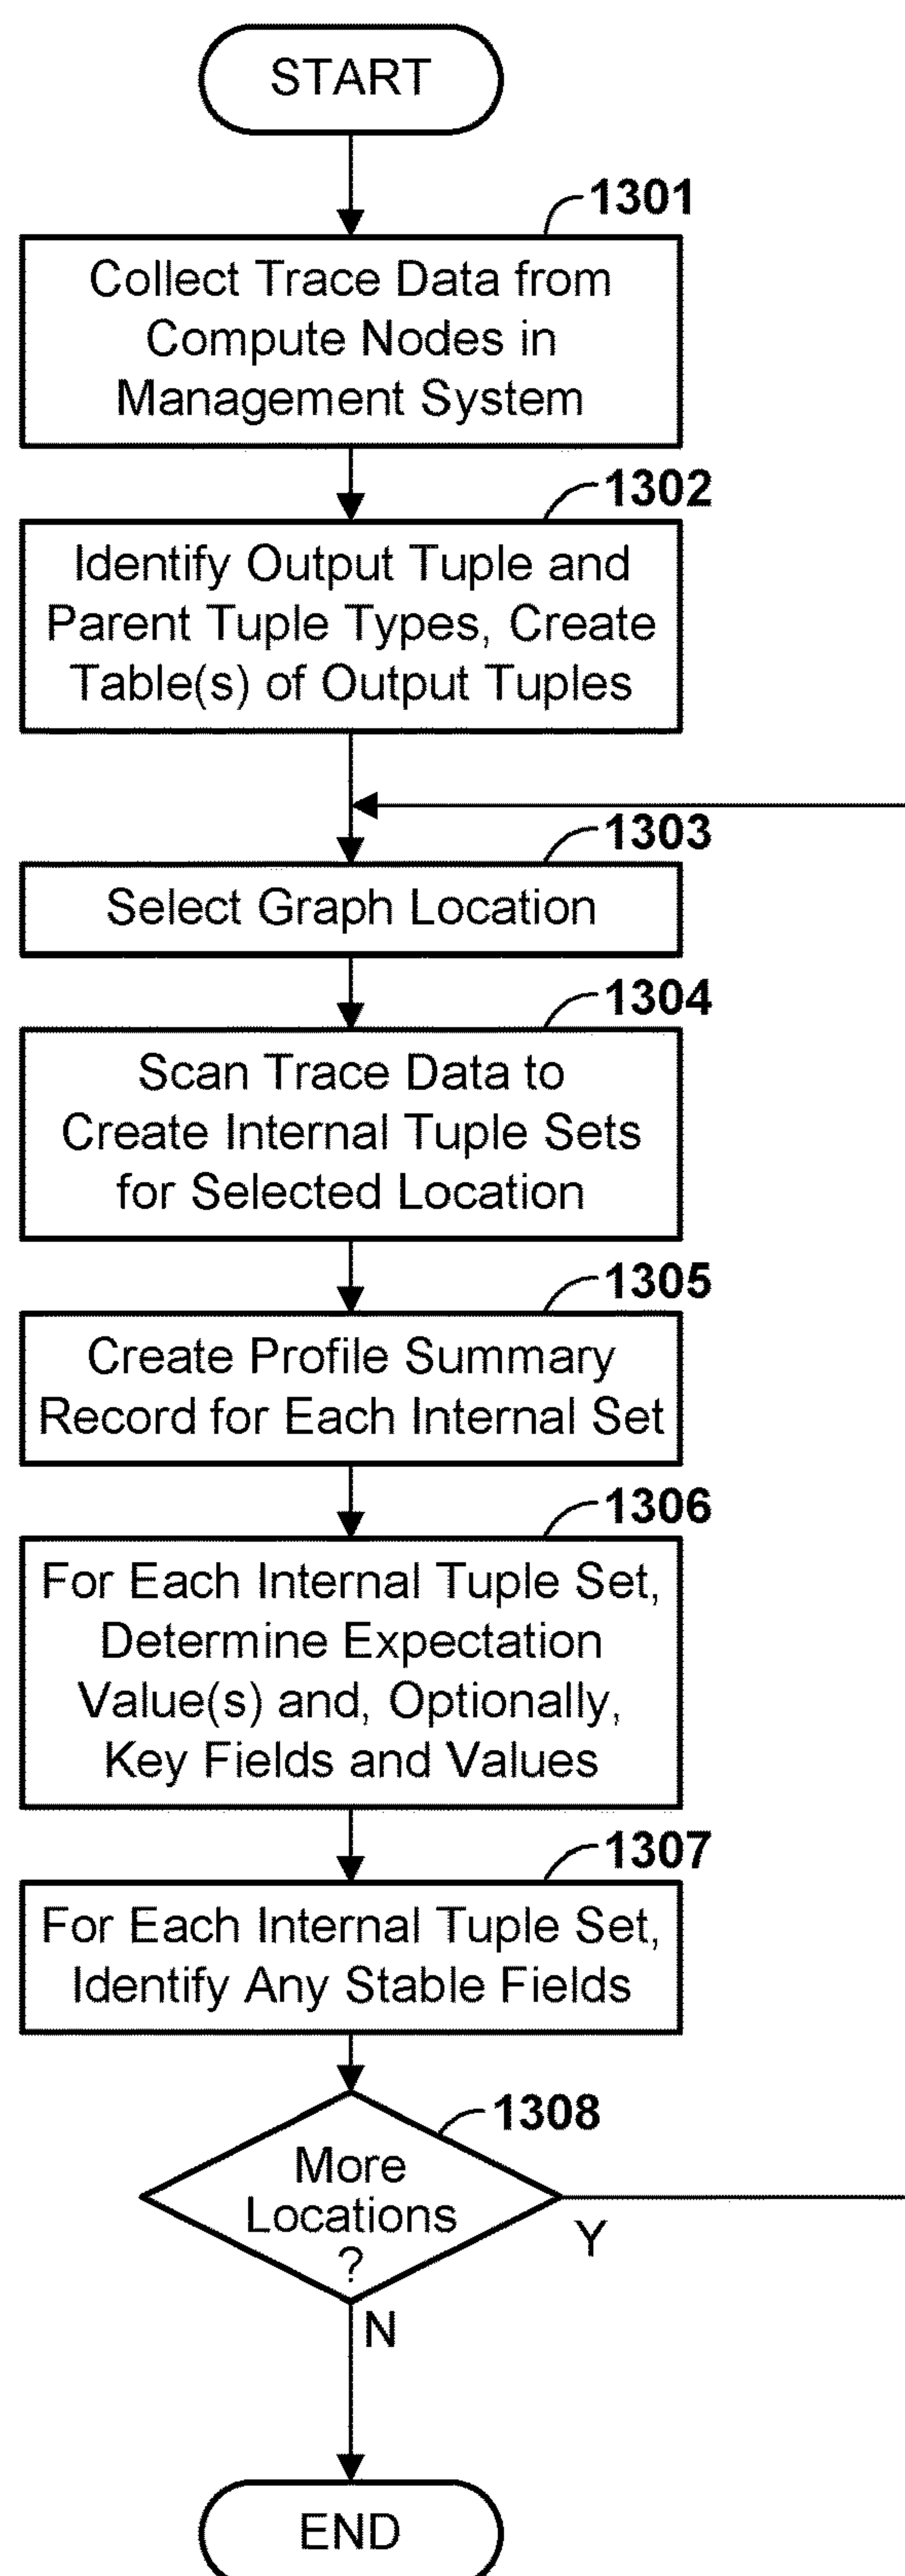 START
1301
Collect Trace Data from
Compute Nodes in
Management System
1302
Identify Output Tuple and
Parent Tuple Types, Create
Table(s) of Output Tuples
1303
Select Graph Location
1304
Scan Trace Data to
Create Internal Tuple Sets
for Selected Location
1305
Create Profile Summary
Record for Each Internal Set
1306
For Each Internal Tuple Set,
Determine Expectation
Value(s) and, Optionally,
Key Fields and Values
1307
For Each Internal Tuple Set,
Identify Any Stable Fields
1308
More
Locations
?
Y
N
END